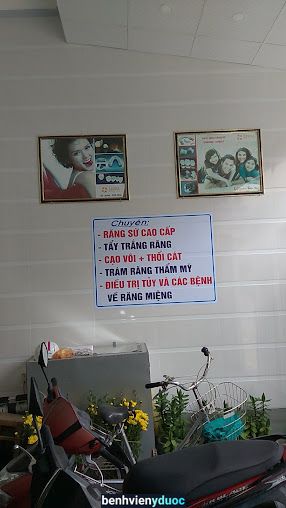 Chuyên:
- RĂNG SỨ CAO CẤP
- TẨY TRẮNG RĂNG
- CẠO VÔI + THỔI CÁT
- TRÁM RĂNG THẨM MỸ
- ĐIỀU TRỊ TỦY VÀ CÁC BỆNH
VỀ RĂNG MIỆNG
benhvienyduoc